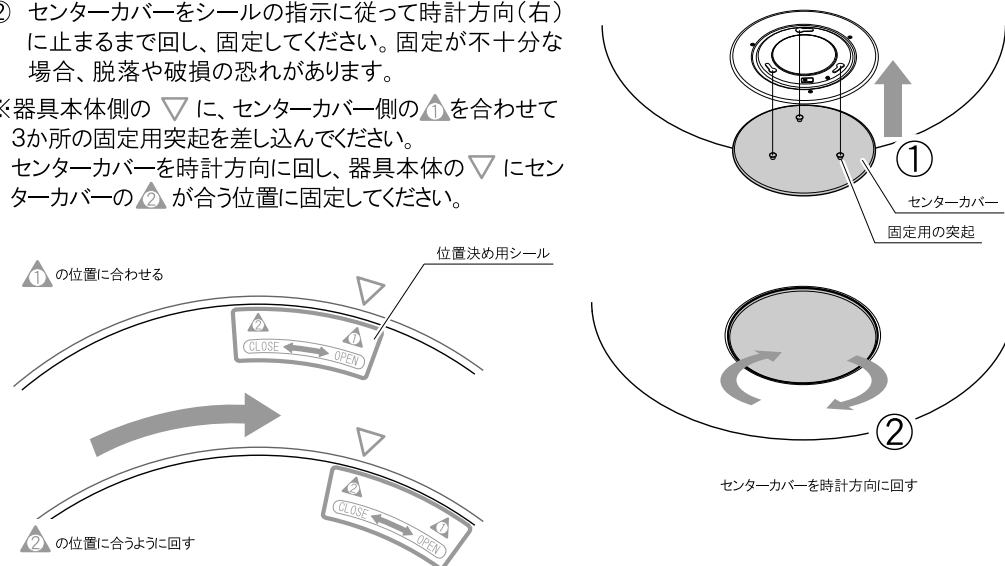 ② センターカバーをシールの指示に従って時計方向（右）
に止まるまで回し、固定してください。固定が不十分な
場合、脱落や破損の恐れがあります。
※器具本体側の ▽ に、センターカバー側の▲1を合わせて
3か所の固定用突起を差し込んでください。
センターカバーを時計方向に回し、器具本体の ▽ にセン
ターカバーの ▲2 が合う位置に固定してください。
①
センターカバー
固定用の突起
位置決め用シール
▲1 の位置に合わせる
2 1
CLOSE OPEN
2 1
CLOSE OPEN
▲2 の位置に合うように回す
②
センターカバーを時計方向に回す